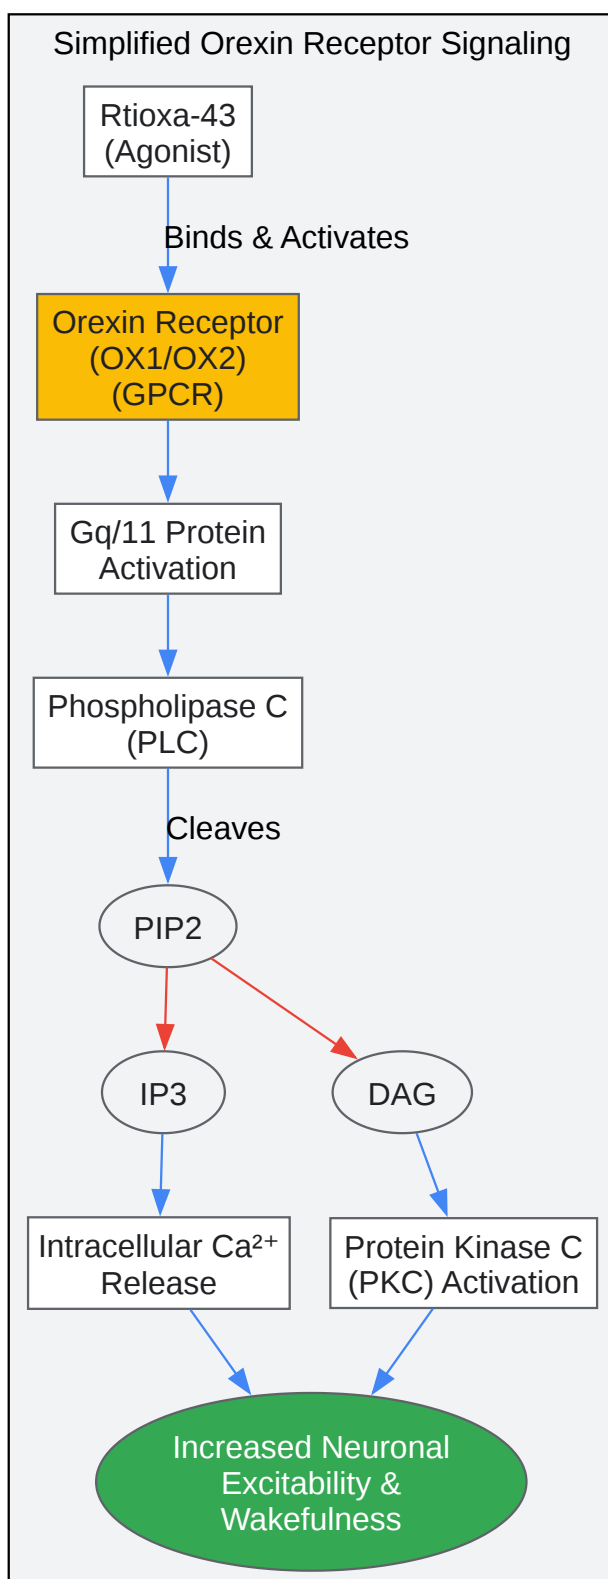 Simplified Orexin Receptor Signaling
Rtioxa-43
(Agonist)
Binds & Activates
Orexin Receptor
(OX1/OX2)
(GPCR)
Gq/11 Protein
Activation
Phospholipase C
(PLC)
Cleaves
PIP2
IP3
DAG
Intracellular Ca²⁺
Release
Protein Kinase C
(PKC) Activation
Increased Neuronal
Excitability &
Wakefulness